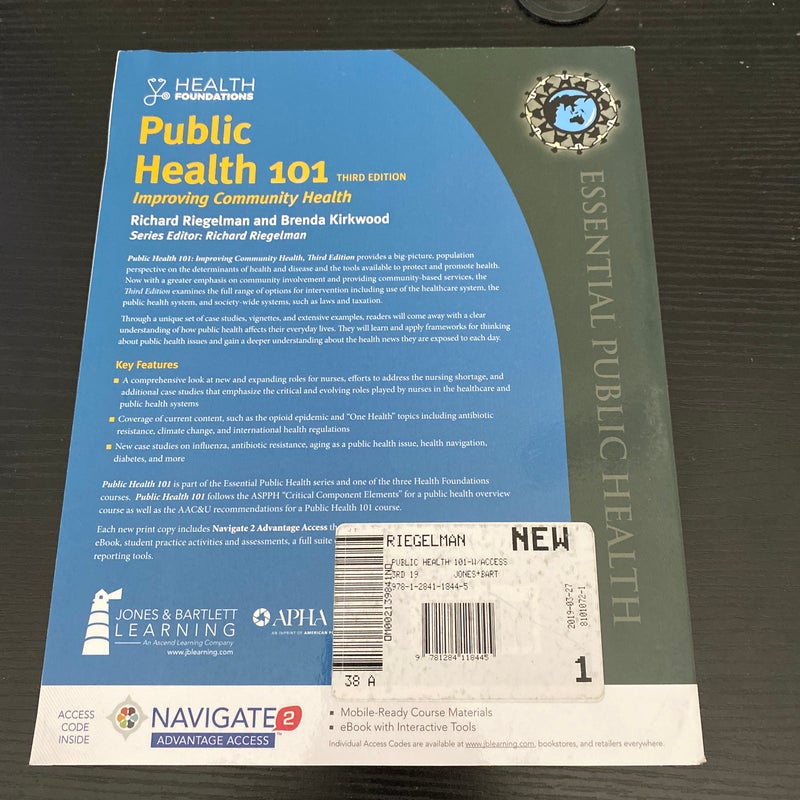 HEALTH
FOUNDATIONS
Public
Health 101 THIRD EDITION
Improving Community Health
Richard Riegelman and Brenda Kirkwood
Series Editor: Richard Riegelman
Public Health 101: Improving Community Health, Third Edition provides a big-picture, population
perspective on the determinants of health and disease and the tools available to protect and promote health.
Now with a greater emphasis on community involvement and providing community-based services, the
Third Edition examines the full range of options for intervention including use of the healthcare system, the
public health system, and society-wide systems, such as laws and taxation.
Through a unique set of case studies, vignettes, and extensive examples, readers will come away with a clear
understanding of how public health affects their everyday lives. They will learn and apply frameworks for thinking
about public health issues and gain a deeper understanding about the health news they are exposed to each day.
Key Features
A comprehensive look at new and expanding roles for nurses, efforts to address the nursing shortage, and
additional case studies that emphasize the critical and evolving roles played by nurses in the healthcare and
public health systems
Coverage of current content, such as the opioid epidemic and "One Health" topics including antibiotic
resistance, climate change, and international health regulations
New case studies on influenza, antibiotic resistance, aging as a public health issue, health navigation,
diabetes, and more
Public Health 101 is part of the Essential Public Health series and one of the three Health Foundations
courses. Public Health 101 follows the ASPPH "Critical Component Elements" for a public health overview
course as well as the AAC&U recommendations for a Public Health 101 course.
Each new print copy includes Navigate 2 Advantage Access
eBook, student practice activities and assessments, a full suite
reporting tools.
ESSENTIAL PUBLIC HEALTH
JONES & BARTLETT
LEARNING
An Ascend Learning Company
www.jblearning.com
APHA
AN IMPRINT OF AMERICAN
RIEGELMAN NEW
PUBLIC HEALTH 101-W/ACCESS
3RD 19 JONES+BART
978-1-2841-1844-5
DM002139841ND
9 781284 118445
2019-03-27
8101072-1
38 A
1
ACCESS
CODE
INSIDE
NAVIGATE 2
ADVANTAGE ACCESS
Mobile-Ready Course Materials
eBook with Interactive Tools
Individual Access Codes are available at www.jblearning.com, bookstores, and retailers everywhere.